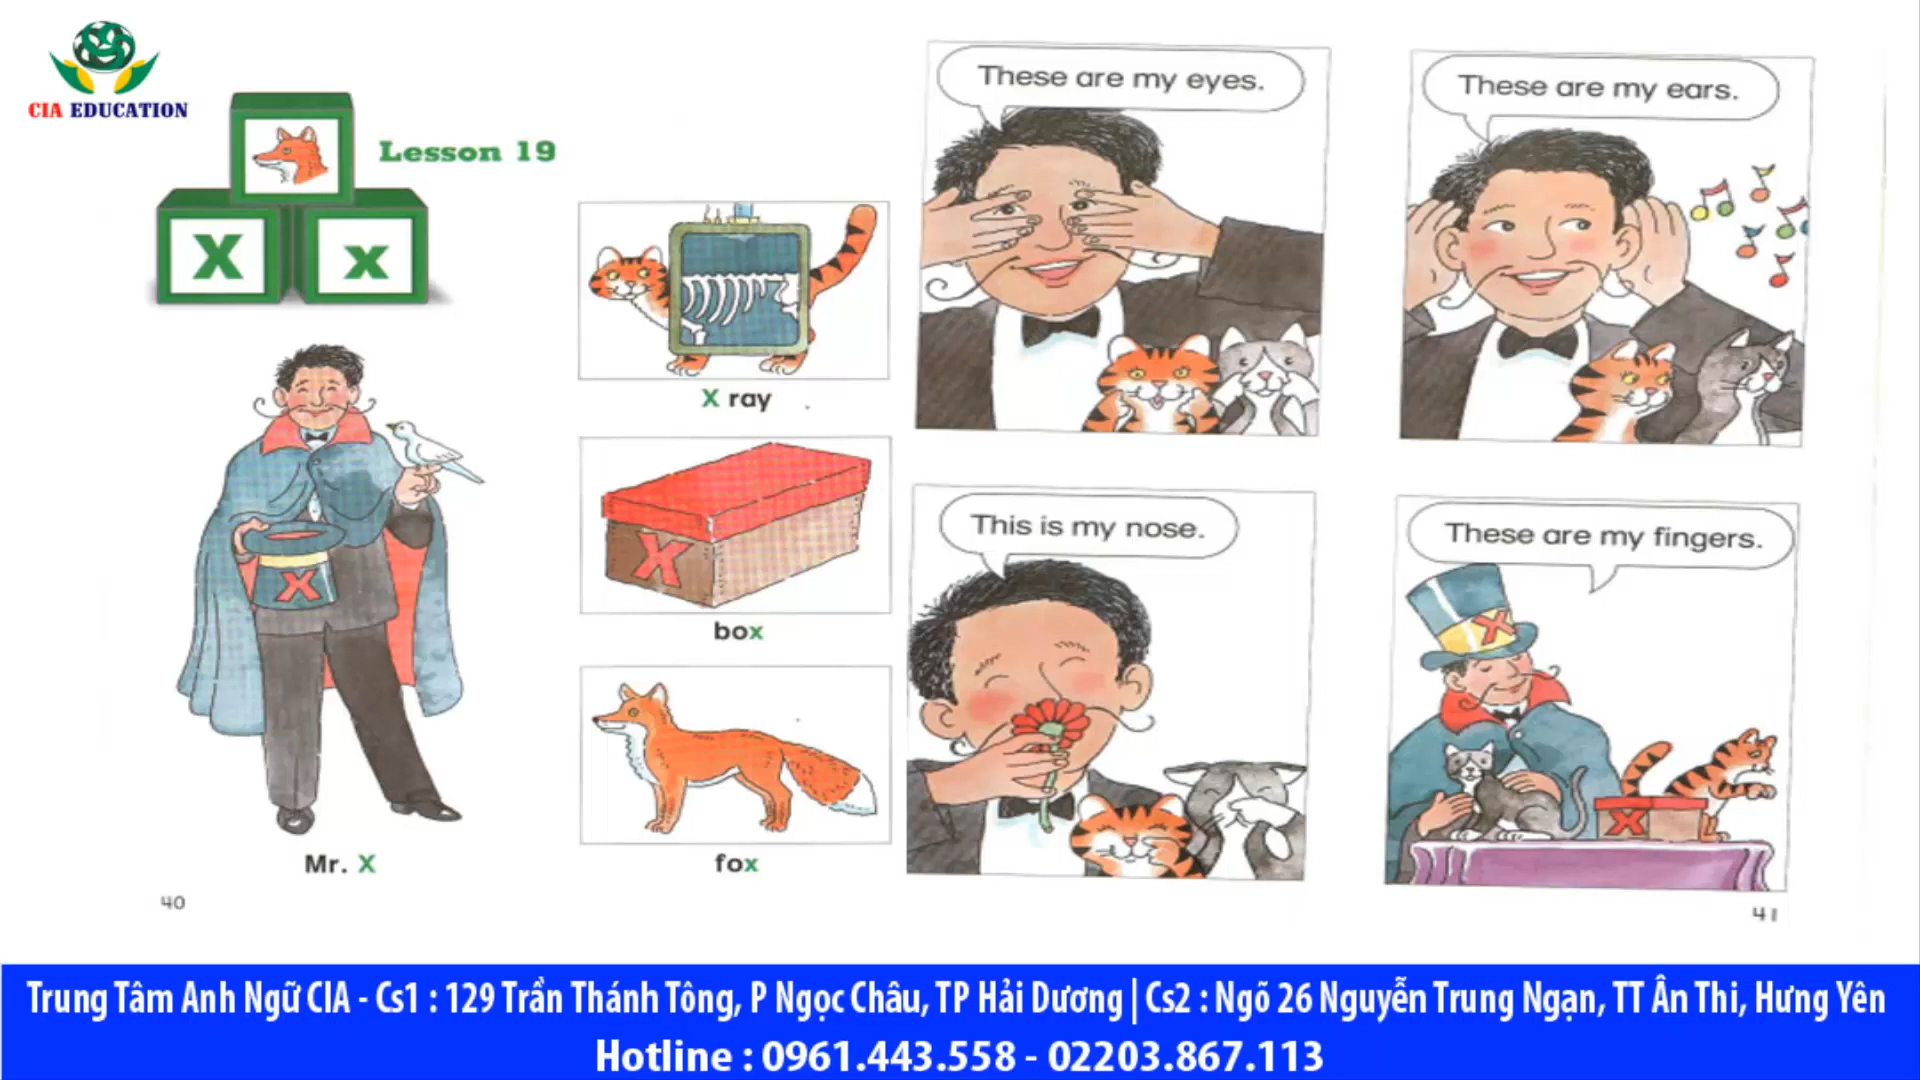 CIA EDUCATION
Lesson 19
X
x
X ray
X
box
fox
X
Mr. X
40
These are my eyes.
These are my ears.
This is my nose.
These are my fingers.
X
X
41
Trung Tâm Anh Ngữ CIA - Cs1 : 129 Trần Thánh Tông, P Ngọc Châu, TP Hải Dương | Cs2 : Ngõ 26 Nguyễn Trung Ngạn, TT Ân Thi, Hưng Yên
Hotline : 0961.443.558 - 02203.867.113